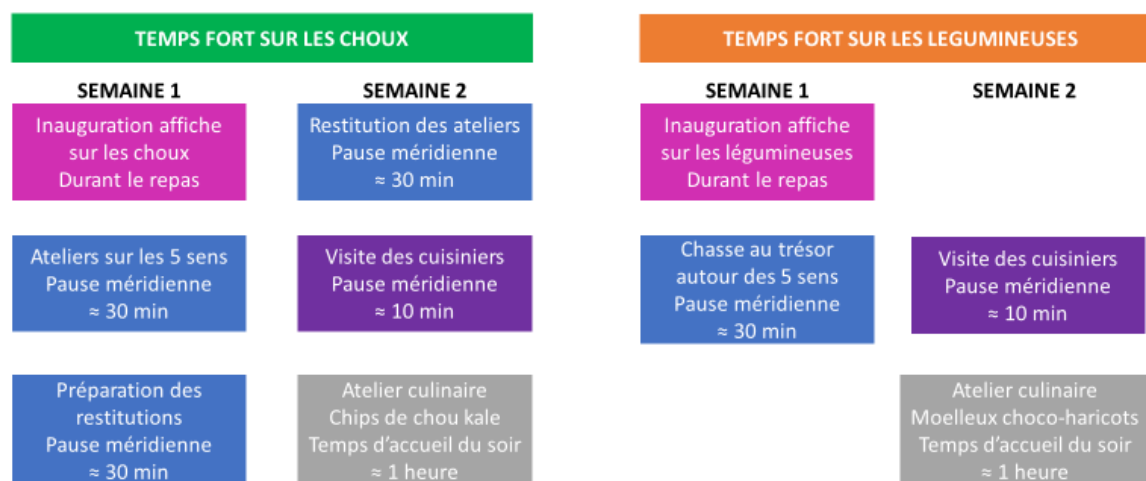 TEMPS FORT SUR LES CHOUX
SEMAINE 1
Inauguration affiche
sur les choux
Durant le repas
Ateliers sur les 5 sens
Pause méridienne
≈ 30 min
Préparation des
restitutions
Pause méridienne
≈ 30 min
SEMAINE 2
Restitution des ateliers
Pause méridienne
≈ 30 min
Visite des cuisiniers
Pause méridienne
≈ 10 min
Atelier culinaire
Chips de chou kale
Temps d'accueil du soir
≈ 1 heure
TEMPS FORT SUR LES LEGUMINEUSES
SEMAINE 1
Inauguration affiche
sur les légumineuses
Durant le repas
Chasse au trésor
autour des 5 sens
Pause méridienne
≈ 30 min
SEMAINE 2
Visite des cuisiniers
Pause méridienne
≈ 10 min
Atelier culinaire
Moelleux choco-haricots
Temps d'accueil du soir
≈ 1 heure